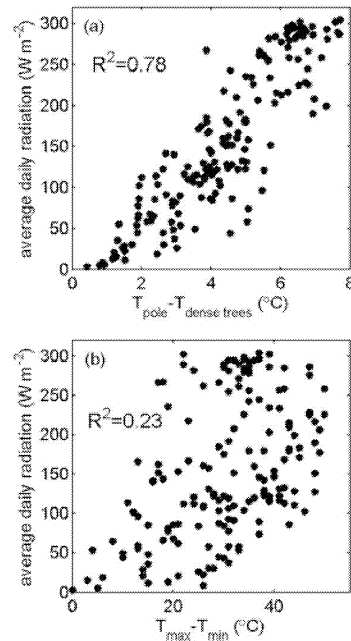 (a)
R²=0.78
average daily radiation (W m⁻²)
300
250
200
150
100
50
0
0 2 4 6 8
T_pole-T_dense trees (°C)
(b)
R²=0.23
average daily radiation (W m⁻²)
300
250
200
150
100
50
0
0 20 40
T_max-T_min (°C)